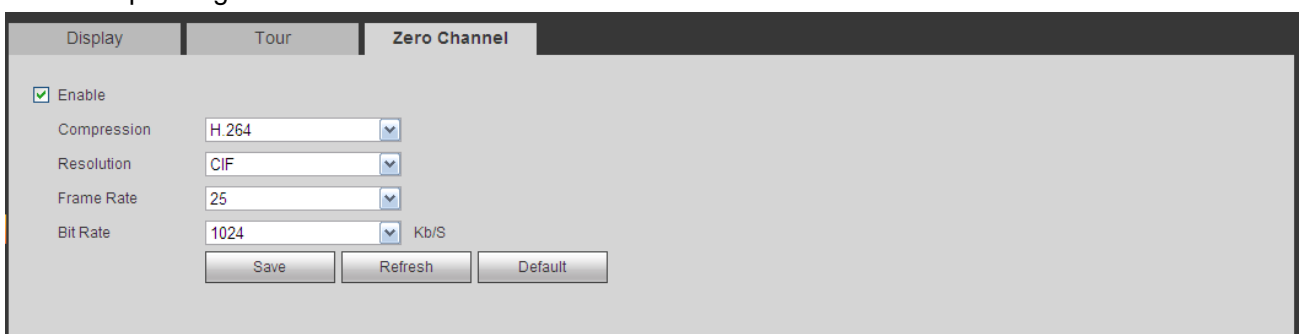 Display Tour Zero Channel
Enable
Compression H.264
Resolution CIF
Frame Rate 25
Bit Rate 1024 Kb/S
Save Refresh Default